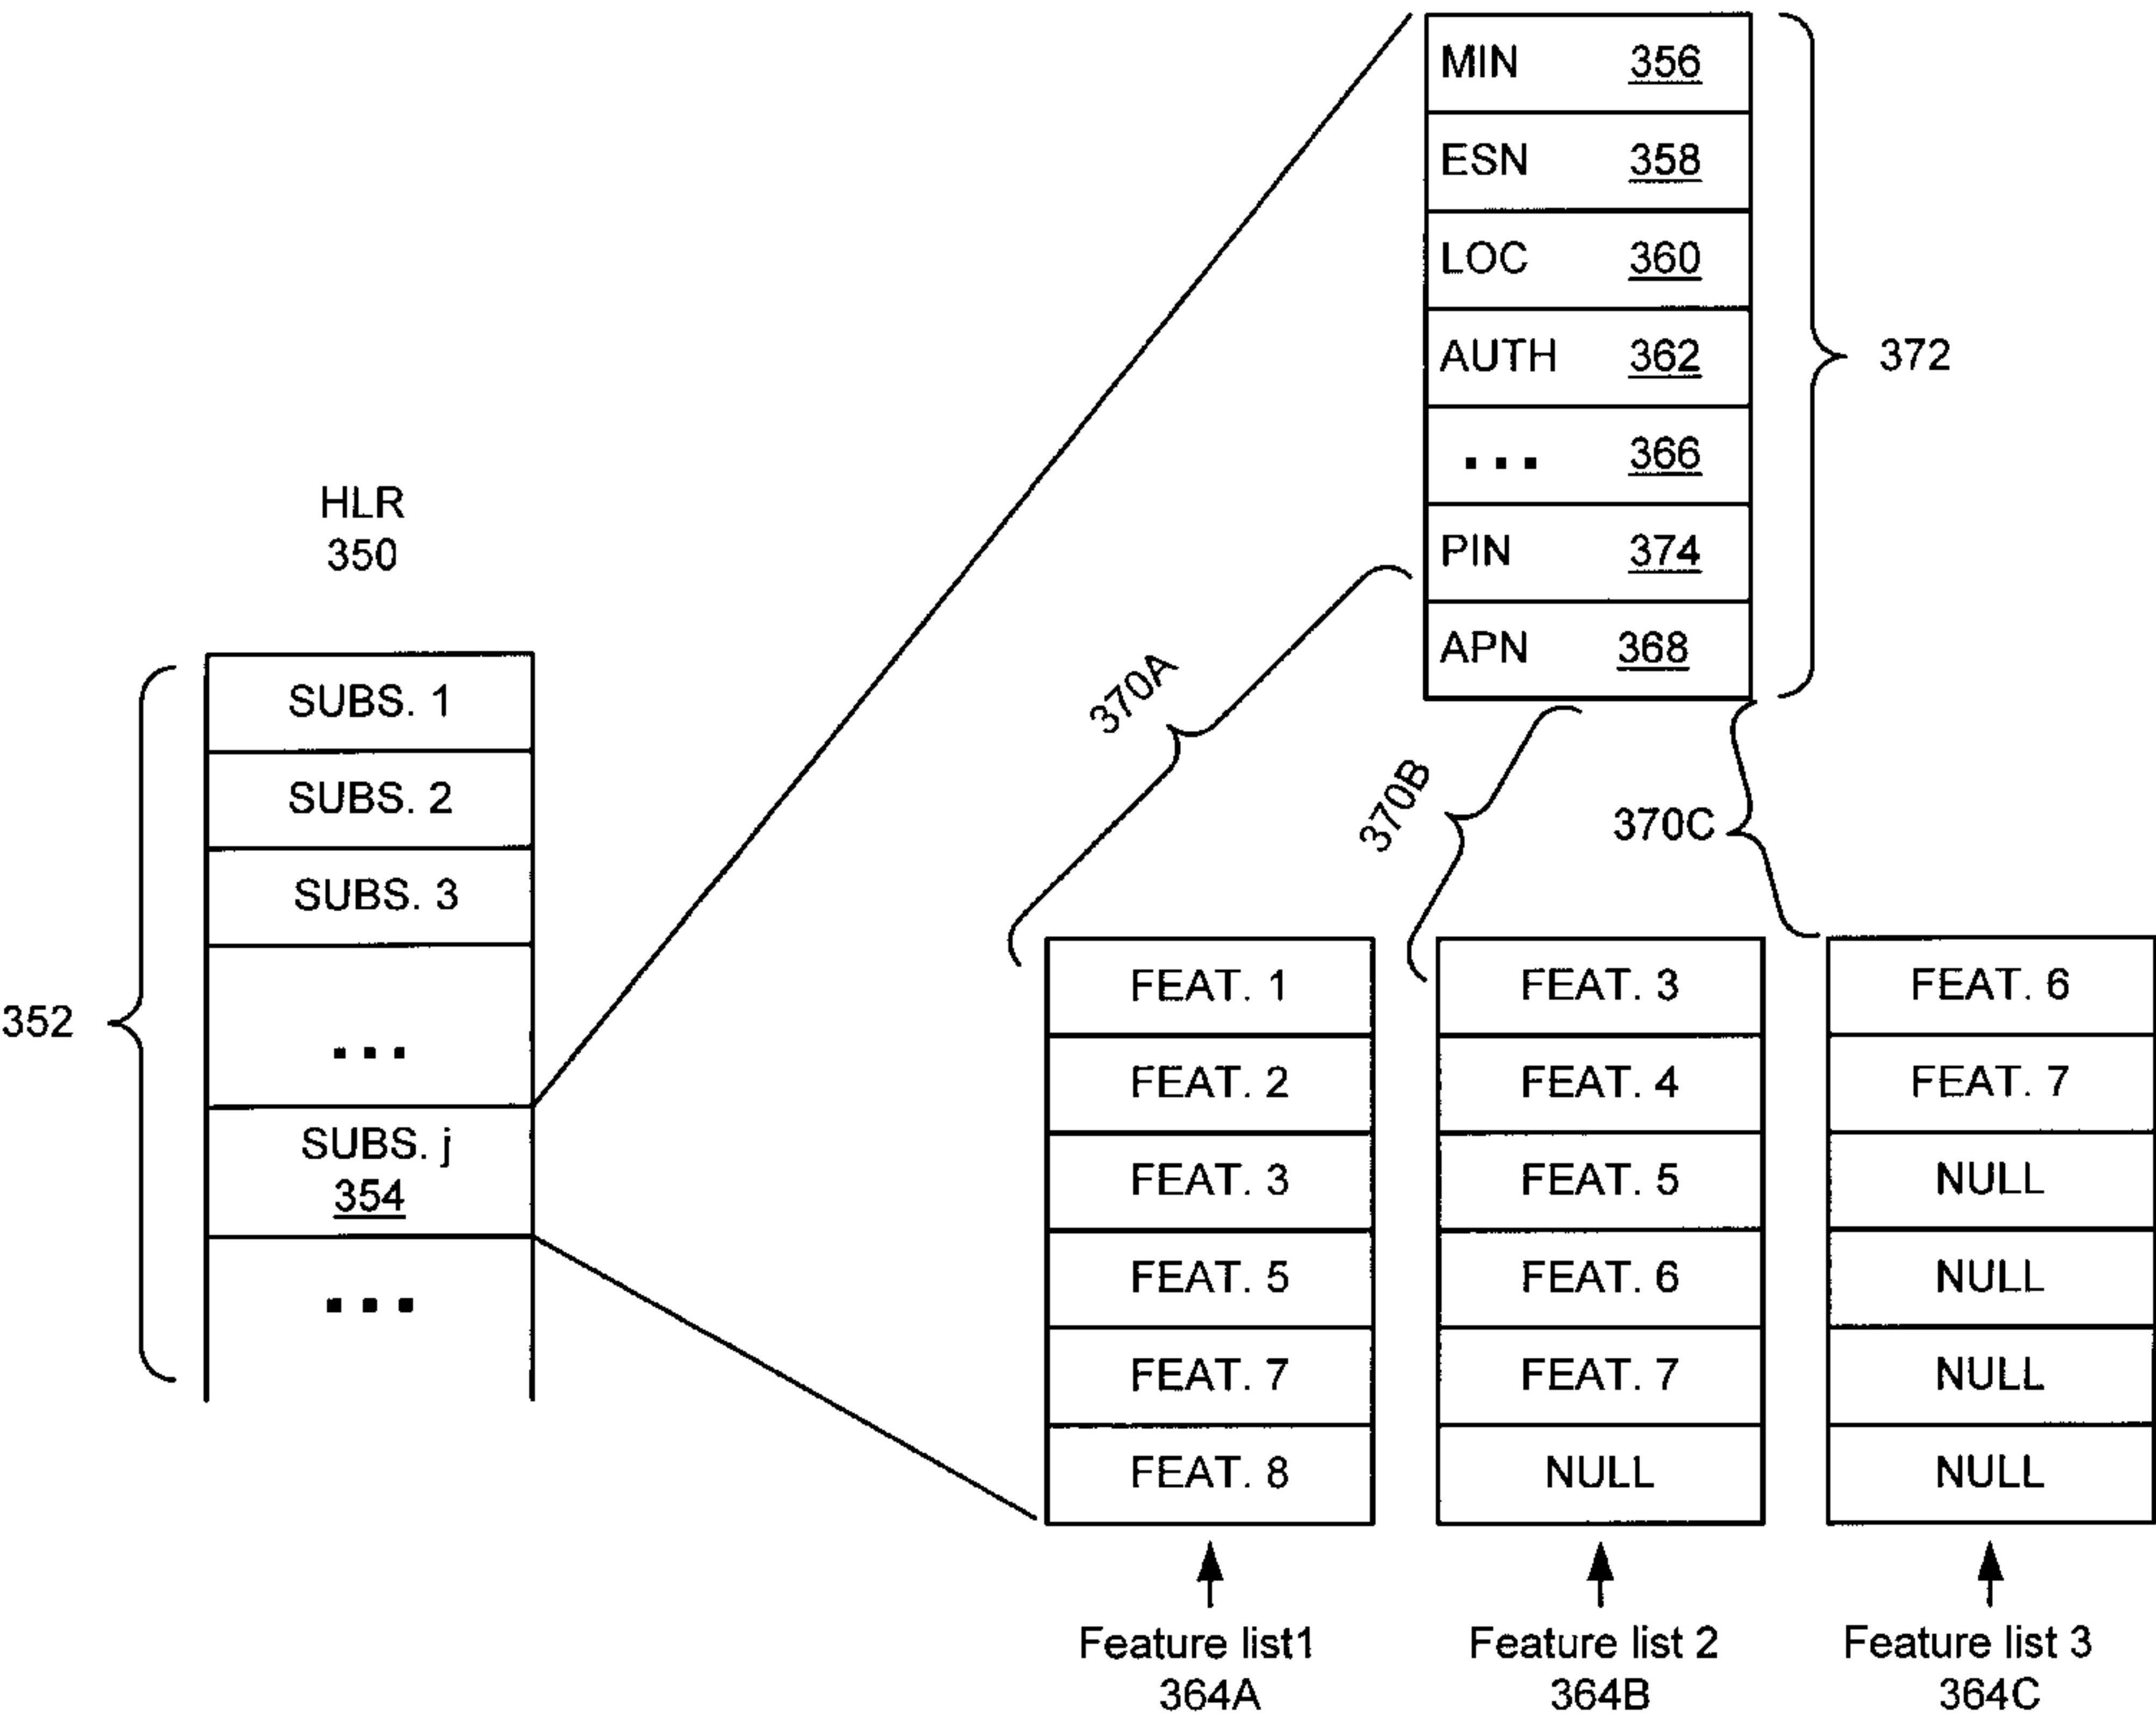 HLR
350
352
SUBS. 1
SUBS. 2
SUBS. 3
...
SUBS. j
354
...
MIN 356
ESN 358
LOC 360
AUTH 362
... 366
PIN 374
APN 368
372
370A
370B
370C
FEAT. 1
FEAT. 2
FEAT. 3
FEAT. 5
FEAT. 7
FEAT. 8
Feature list1
364A
FEAT. 3
FEAT. 4
FEAT. 5
FEAT. 6
FEAT. 7
NULL
Feature list 2
364B
FEAT. 6
FEAT. 7
NULL
NULL
NULL
NULL
Feature list 3
364C